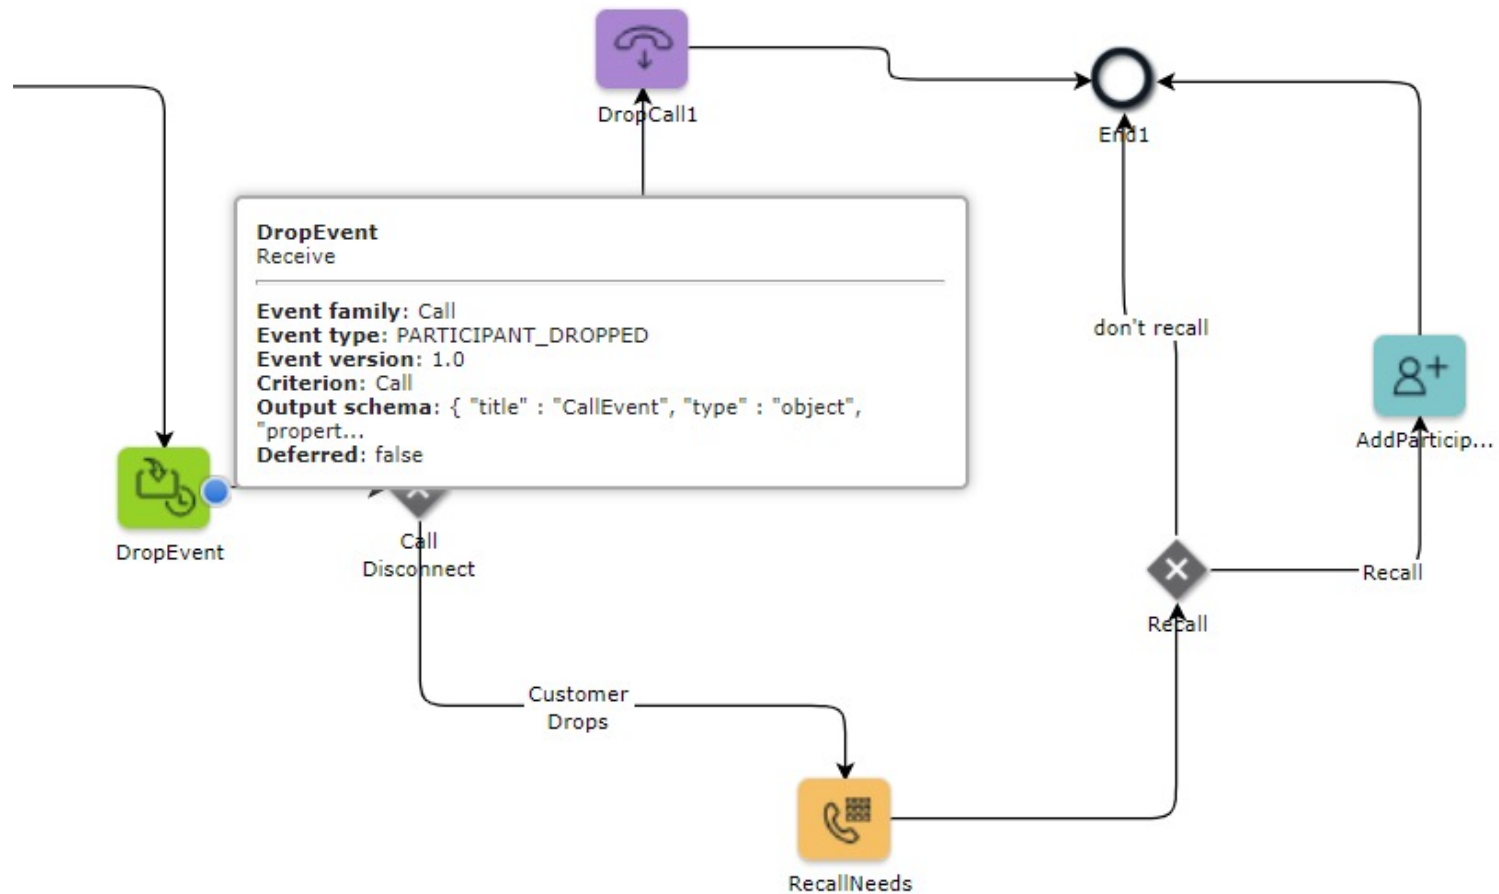 DropCall1
End1
DropEvent
Receive
Event family: Call
Event type: PARTICIPANT_DROPPED
Event version: 1.0
Criterion: Call
Output schema: { "title" : "CallEvent", "type" : "object",
"propert...
Deferred: false
don't recall
AddParticip...
DropEvent
Call
Disconnect
Recall
Recall
Customer
Drops
RecallNeeds